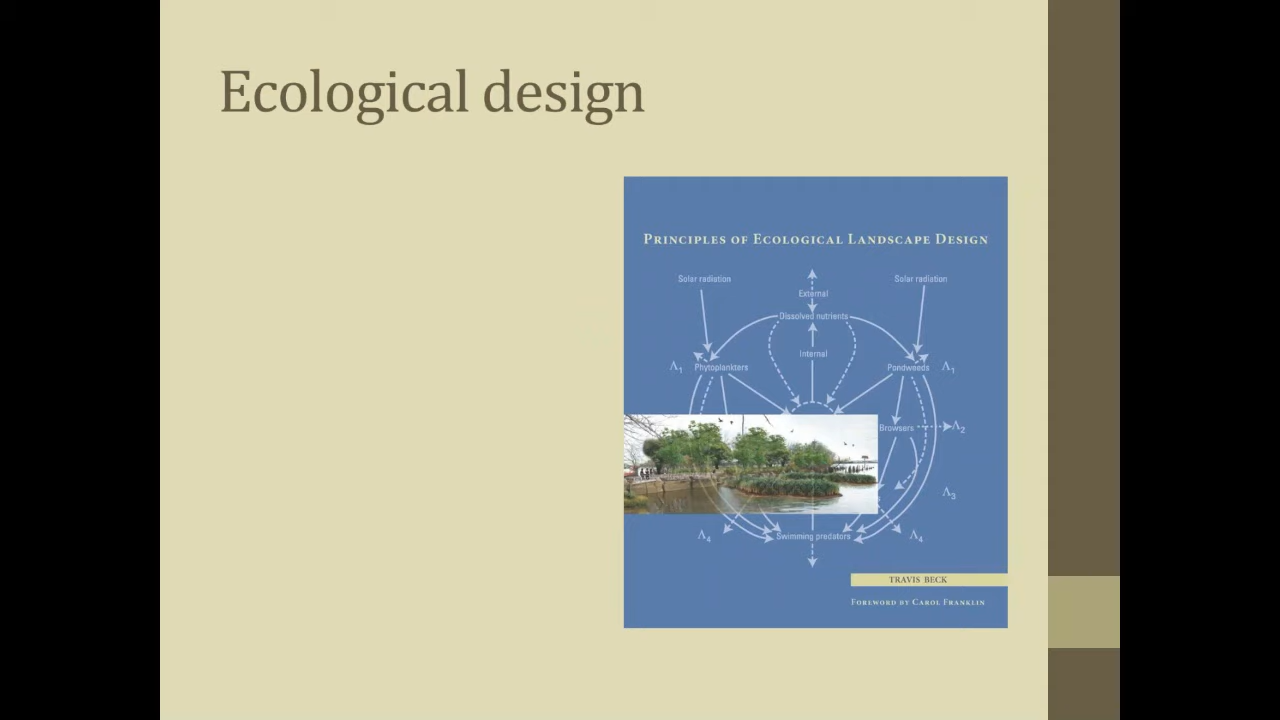 Ecological design
PRINCIPLES OF ECOLOGICAL LANDSCAPE DESIGN
Solar radiation
Solar radiation
External
Dissolved nutrients
Internal
Λ1
Phytoplankters
Pondweeds
Λ1
Browsers
Λ2
Λ3
Λ4
Swimming predators
Λ4
TRAVIS BECK
FOREWORD BY CAROL FRANKLIN